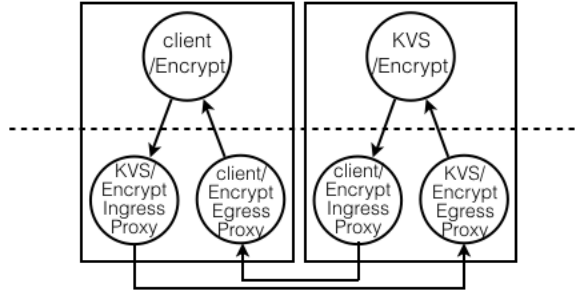 client
/Encrypt
KVS
/Encrypt
KVS/
Encrypt
Ingress
Proxy
client/
Encrypt
Egress
Proxy
client/
Encrypt
Ingress
Proxy
KVS/
Encrypt
Egress
Proxy